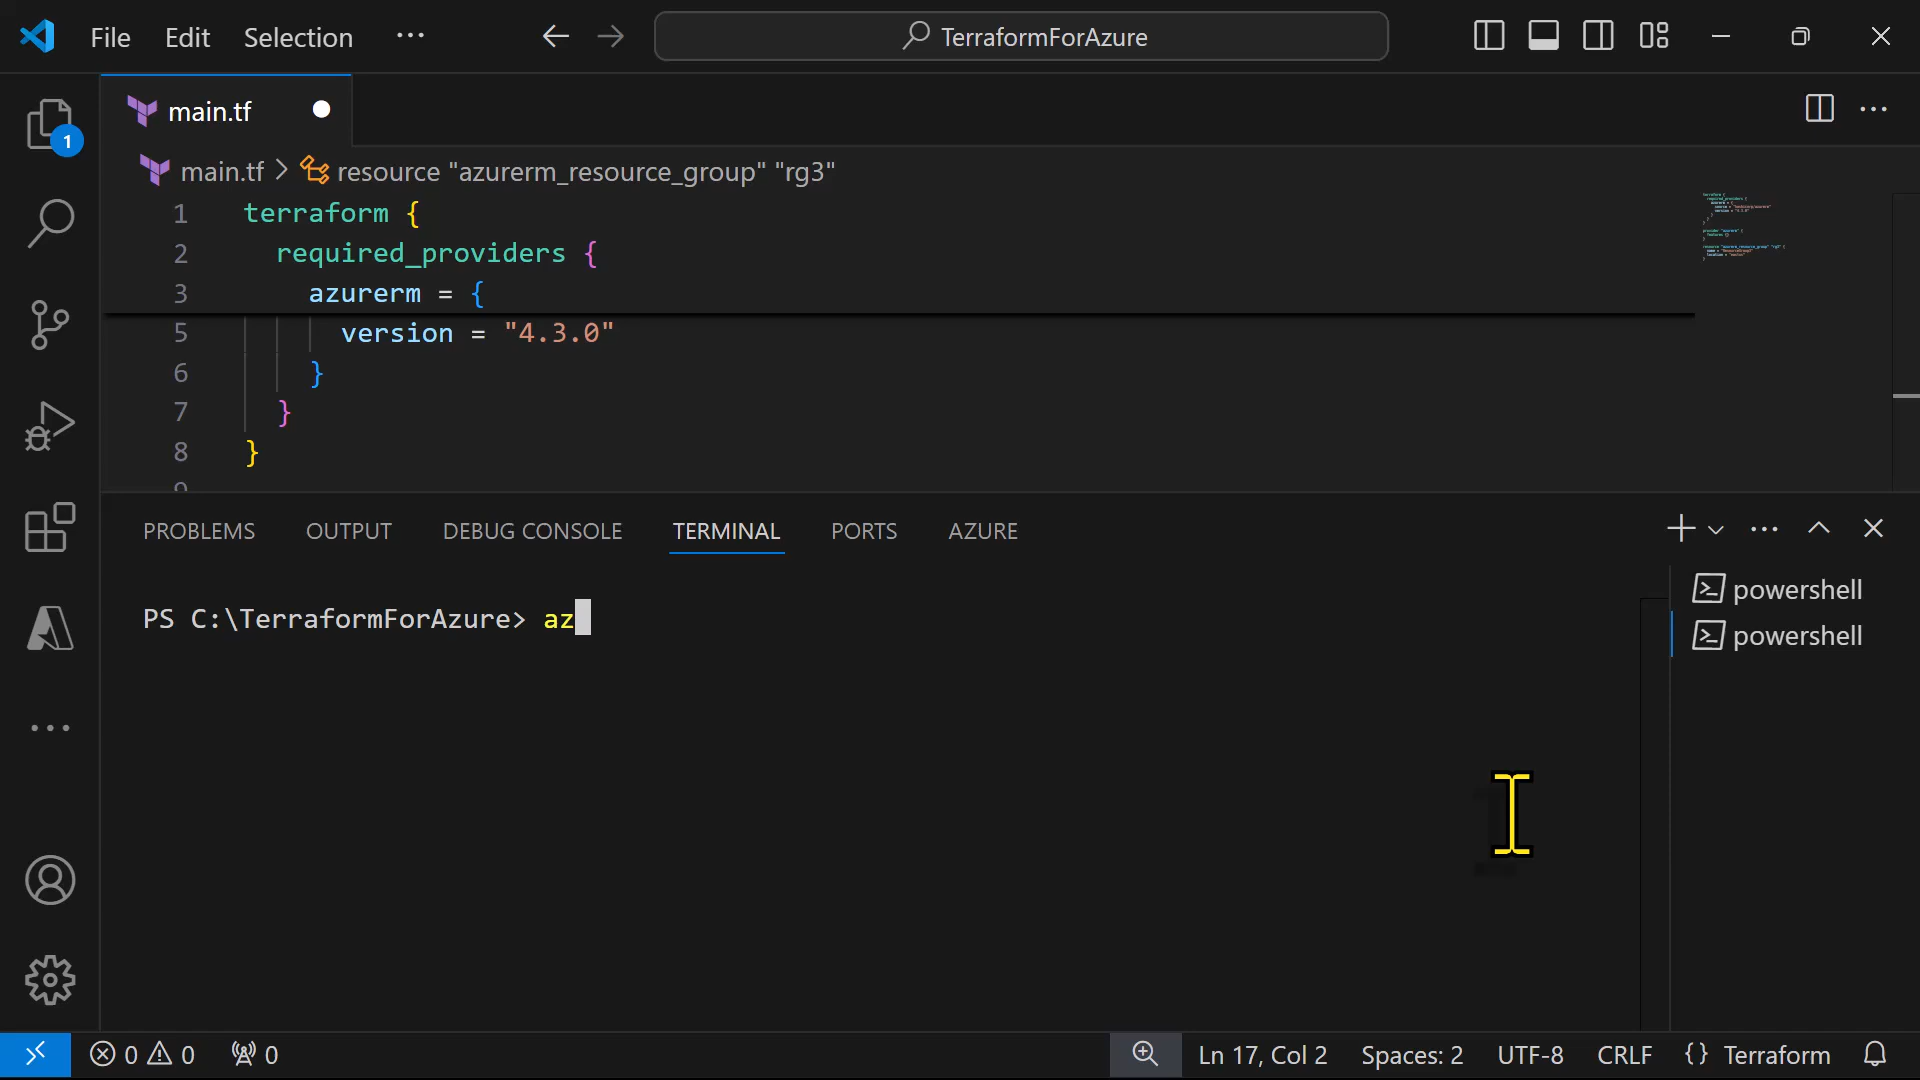 File Edit Selection ··· TerraformForAzure
main.tf
1
main.tf > resource "azurerm_resource_group" "rg3"
1 terraform {
2 required_providers {
3 azurerm = {
5 version = "4.3.0"
6 }
7 }
8 }
9
PROBLEMS OUTPUT DEBUG CONSOLE TERMINAL PORTS AZURE
PS C:\TerraformForAzure> az
powershell
powershell
0 0 0 Ln 17, Col 2 Spaces: 2 UTF-8 CRLF {} Terraform